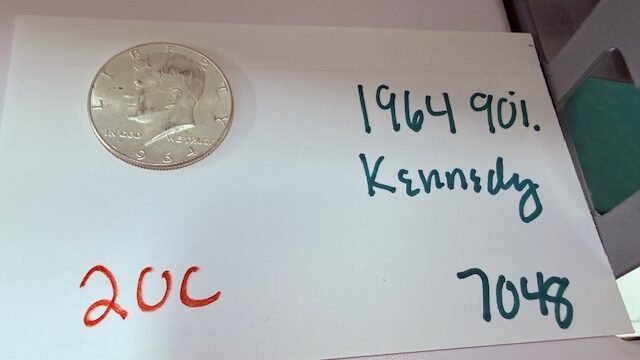 LIBERTY
IN GOD WE TRUST
1964
1964 90%.
Kennedy
20C
7048